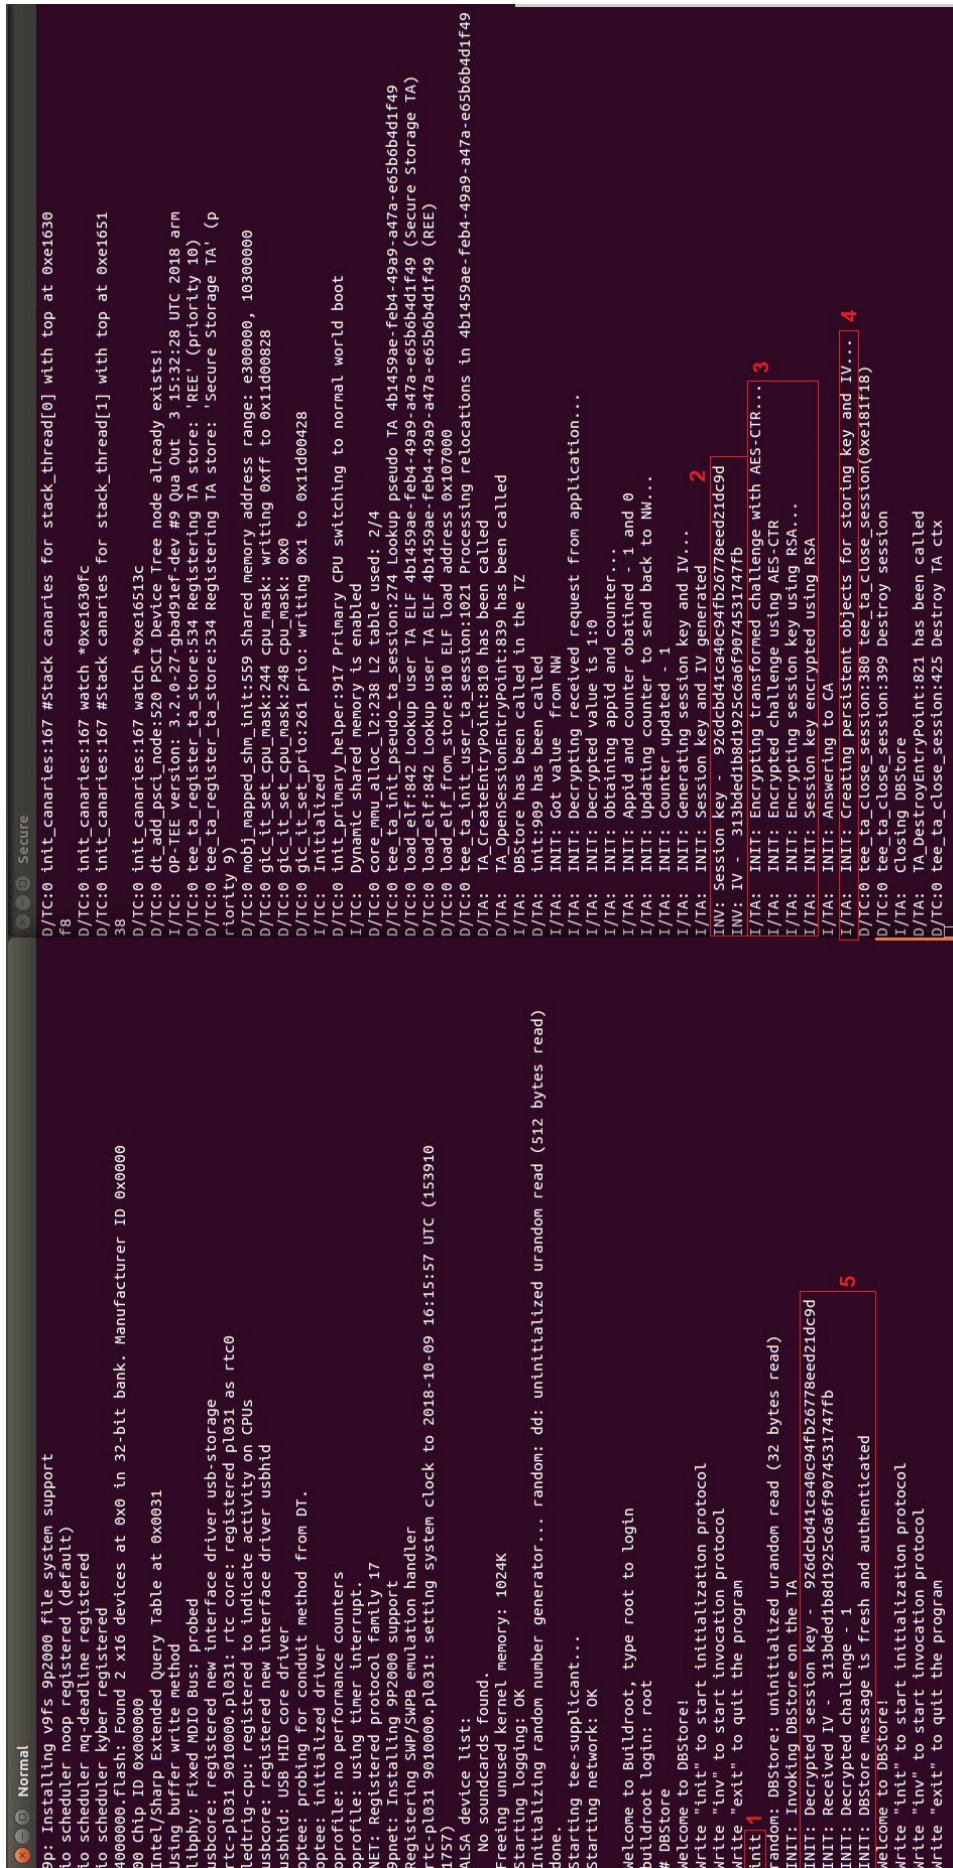 Normal
9p: Installing v9fs 9p2000 file system support
io scheduler noop registered (default)
io scheduler mq-deadline registered
io scheduler kyber registered
40000000.flash: Found 2 x16 devices at 0x0 in 32-bit bank. Manufacturer ID 0x0000
00 Chip ID 0x000000
Intel/Sharp Extended Query Table at 0x0031
Using buffer write method
libphy: Fixed MDIO Bus: probed
usbcore: registered new interface driver usb-storage
rtc-pl031 9010000.pl031: rtc core: registered pl031 as rtc0
ledtrig-cpu: registered to indicate activity on CPUs
usbcore: registered new interface driver usbhid
usbhid: USB HID core driver
optee: probing for conduit method from DT.
optee: initialized driver
oprofile: no performance counters
oprofile: using timer interrupt.
NET: Registered protocol family 17
9pnet: Installing 9P2000 support
Registering SWP/SWPB emulation handler
rtc-pl031 9010000.pl031: setting system clock to 2018-10-09 16:15:57 UTC (153910
1757)
ALSA device list:
No soundcards found.
Freeing unused kernel memory: 1024K
Starting logging: OK
Initializing random number generator... random: dd: uninitialized urandom read (512 bytes read)
done.
Starting tee-supplicant...
Starting network: OK
Welcome to Buildroot, type root to login
buildroot login: root
# DBStore
Welcome to DBStore!
Write "init" to start initialization protocol
Write "inv" to start invocation protocol
Write "exit" to quit the program
init 1
random: DBStore: uninitialized urandom read (32 bytes read)
INIT: Invoking DBStore on the TA
INIT: Decrypted session key - 926dcbd41ca40c94fb26778eed21dc9d
INIT: Received IV - 313bded1b8d1925c6a6f9074531747fb
INIT: Decrypted challenge - 1 5
INIT: DBStore message is fresh and authenticated
Welcome to DBStore!
Write "init" to start initialization protocol
Write "inv" to start invocation protocol
Write "exit" to quit the program
Secure
D/TC:0 init_canaries:167 #Stack canaries for stack_thread[0] with top at 0xe1630
f8
D/TC:0 init_canaries:167 watch *0xe1630fc
D/TC:0 init_canaries:167 #Stack canaries for stack_thread[1] with top at 0xe1651
38
D/TC:0 init_canaries:167 watch *0xe16513c
D/TC:0 dt_add_psci_node:520 PSCI Device Tree node already exists!
I/TC: OP-TEE version: 3.2.0-27-gbad91ef-dev #9 Qua Out  3 15:32:28 UTC 2018 arm
D/TC:0 tee_ta_register_ta_store:534 Registering TA store: 'REE' (priority 10)
D/TC:0 tee_ta_register_ta_store:534 Registering TA store: 'Secure Storage TA' (p
riority 9)
D/TC:0 mobj_mapped_shm_init:559 shared memory address range: e300000, 10300000
D/TC:0 gic_it_set_cpu_mask:244 cpu_mask: writing 0xff to 0x11d00828
D/TC:0 gic_it_set_cpu_mask:248 cpu_mask: 0x0
D/TC:0 gic_it_set_prio:261 prio: writing 0x1 to 0x11d00428
I/TC: Initialized
D/TC:0 init_primary_helper:917 Primary CPU switching to normal world boot
I/TC: Dynamic shared memory is enabled
D/TC:0 core_mmu_alloc_l2:238 L2 table used: 2/4
D/TC:0 tee_ta_init_pseudo_ta_session:274 Lookup pseudo TA 4b1459ae-feb4-49a9-a47a-e65b6b4d1f49
D/TC:0 load_elf:842 Lookup user TA ELF 4b1459ae-feb4-49a9-a47a-e65b6b4d1f49 (Secure Storage TA)
D/TC:0 load_elf:842 Lookup user TA ELF 4b1459ae-feb4-49a9-a47a-e65b6b4d1f49 (REE)
D/TC:0 load_elf_from_store:810 ELF load address 0x107000
D/TC:0 tee_ta_init_user_ta_session:1021 Processing relocations in 4b1459ae-feb4-49a9-a47a-e65b6b4d1f49
D/TA: TA_CreateEntryPoint:810 has been called
D/TA: TA_OpenSessionEntryPoint:839 has been called
I/TA: DBStore has been called in the TZ
D/TA: init:909 has been called
I/TA: INIT: Got value  from NW
I/TA: INIT: Decrypting received request from application...
I/TA: INIT: Decrypted value is 1:0
I/TA: INIT: Obtaining appid and counter...
I/TA: INIT: Appid and counter obatined - 1 and 0
I/TA: INIT: Updating counter to send back to NW...
I/TA: INIT: Counter updated - 1
I/TA: INIT: Generating session key and IV...
I/TA: INIT: Session key and IV generated 2
INV: Session key -  926dcbd41ca40c94fb26778eed21dc9d
INV: IV -  313bded1b8d1925c6a6f9074531747fb
I/TA: INIT: Encrypting transformed challenge with AES-CTR... 3
I/TA: INIT: Encrypted challenge using AES-CTR
I/TA: INIT: Encrypting session key using RSA...
I/TA: INIT: Session key encrypted using RSA
I/TA: INIT: Answering to CA
I/TA: INIT: Creating persistent objects for storing key and IV... 4
D/TC:0 tee_ta_close_session:380 tee_ta_close_session(0xe181f18)
D/TC:0 tee_ta_close_session:399 Destroy session
I/TA: Closing DBStore
D/TA: TA_DestroyEntryPoint:821 has been called
D/TC:0 tee_ta_close_session:425 Destroy TA ctx